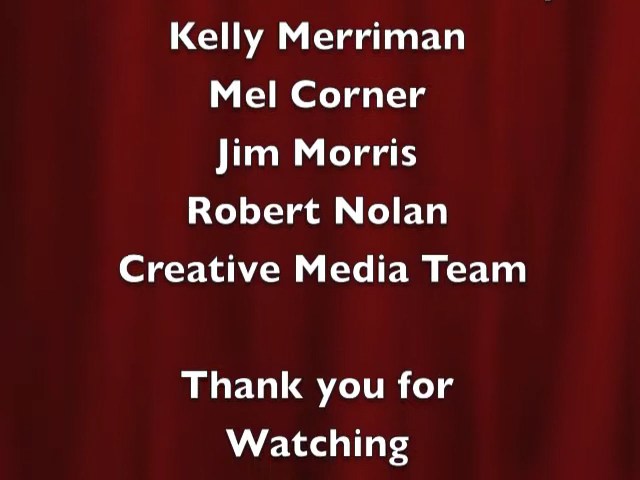 Kelly Merriman
Mel Corner
Jim Morris
Robert Nolan
Creative Media Team
Thank you for
Watching